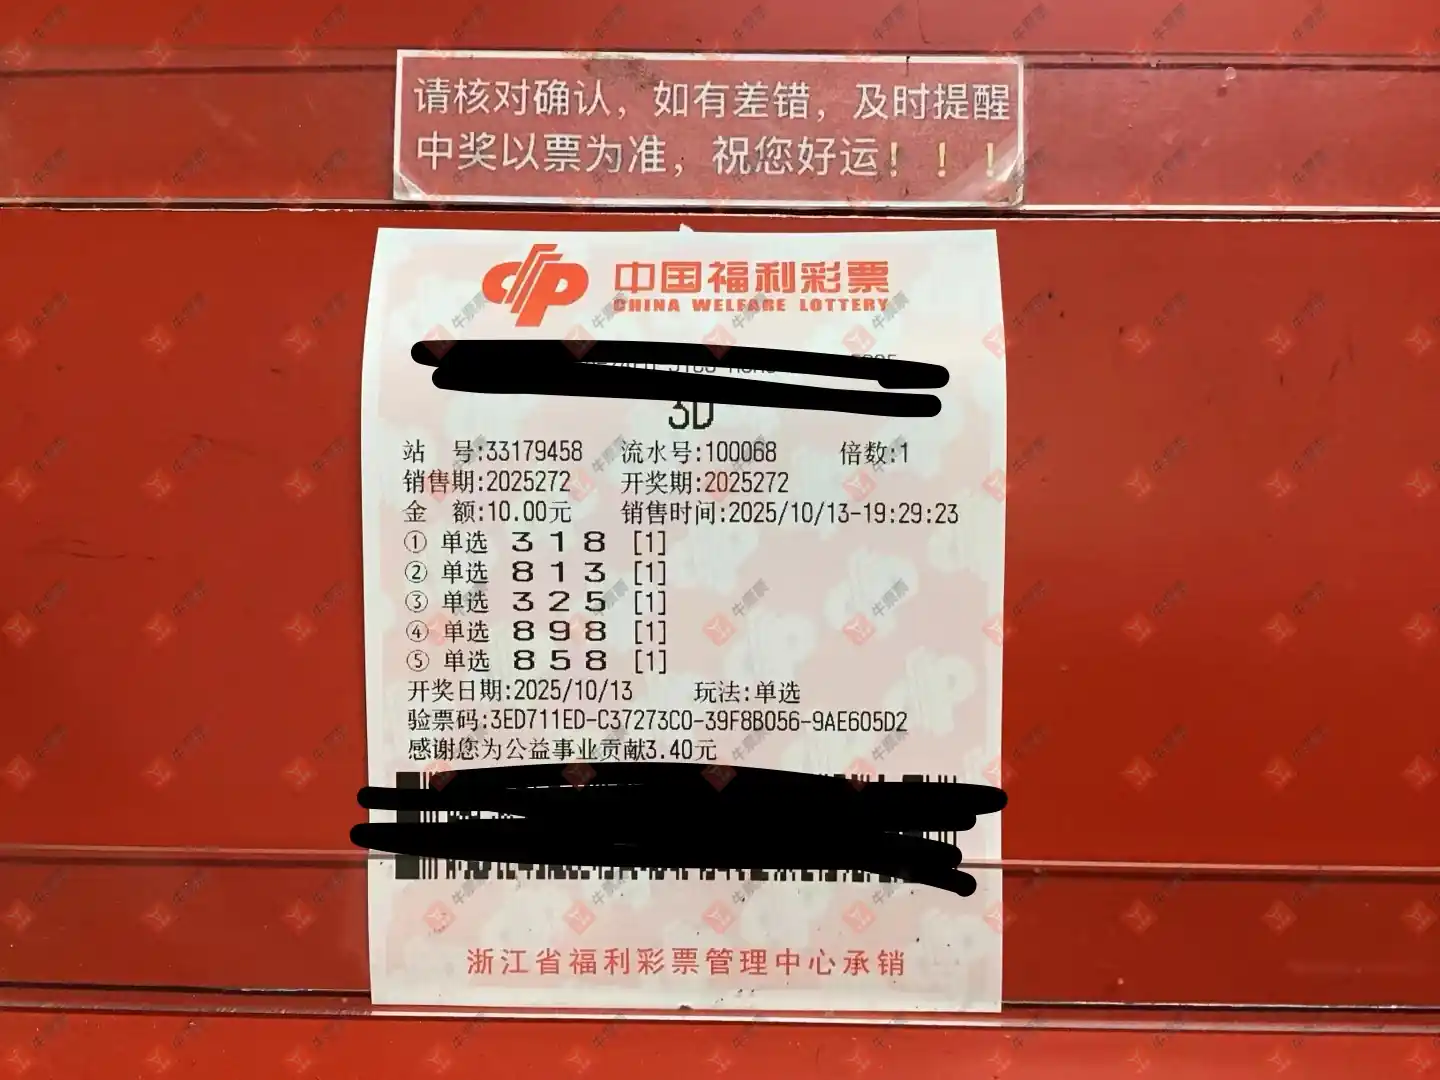 请核对确认，如有差错，及时提醒
中奖以票为准，祝您好运！！！
中国福利彩票
CHINA WELFARE LOTTERY
3D
站 号:33179458 流水号:100068 倍数:1
销售期:2025272 开奖期:2025272
金 额:10.00元 销售时间:2025/10/13-19:29:23
① 单选 3 1 8 [1]
② 单选 8 1 3 [1]
③ 单选 3 2 5 [1]
④ 单选 8 9 8 [1]
⑤ 单选 8 5 8 [1]
开奖日期:2025/10/13 玩法:单选
验票码:3ED711ED-C37273C0-39F8B056-9AE605D2
感谢您为公益事业贡献3.40元
浙江省福利彩票管理中心承销
牛票票